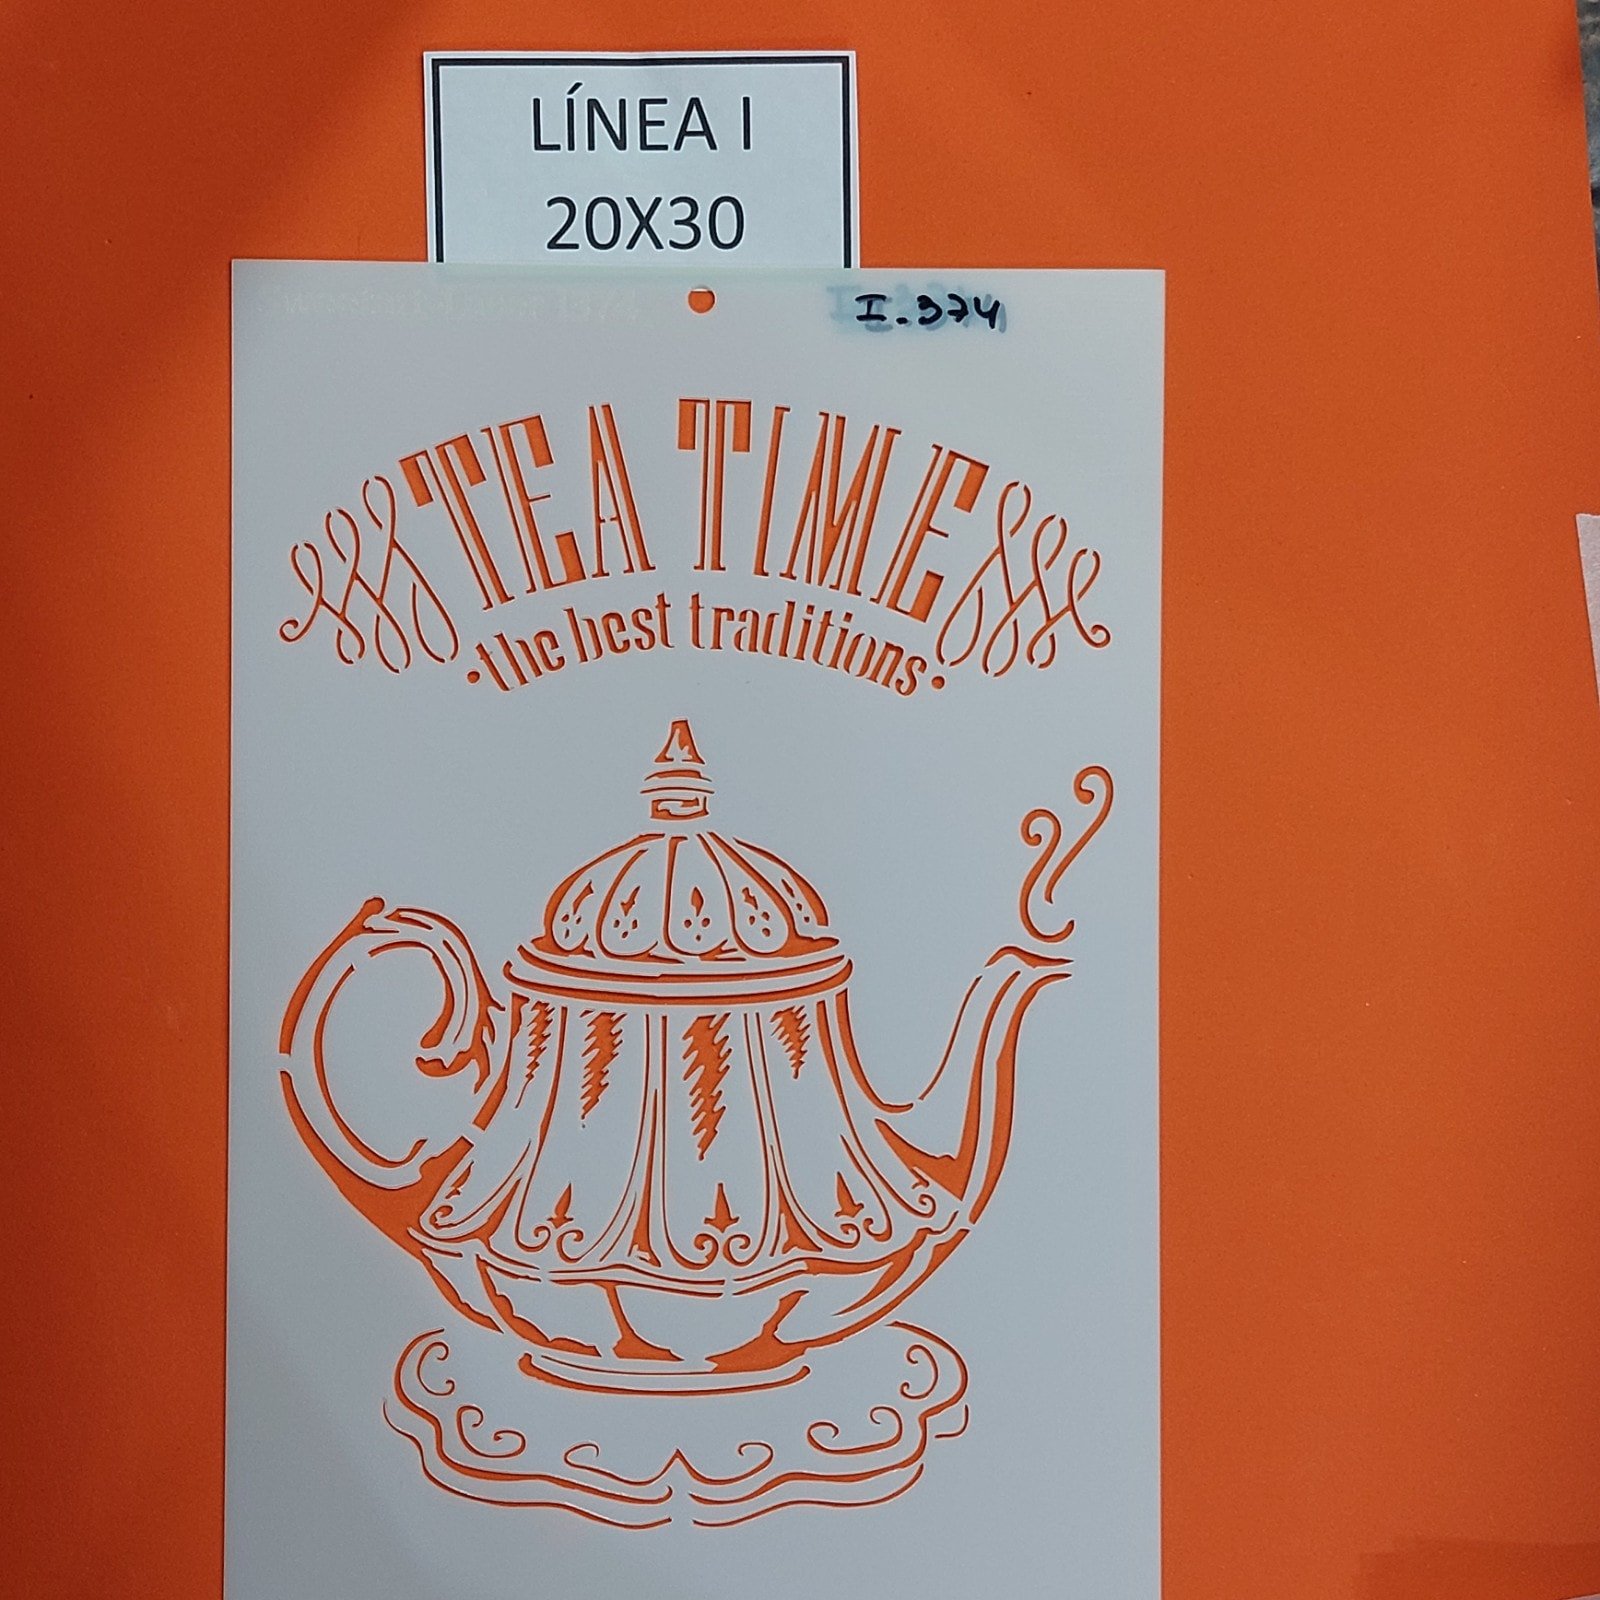 LÍNEA I
20X30
I-374
TEA TIME
·the best traditions·